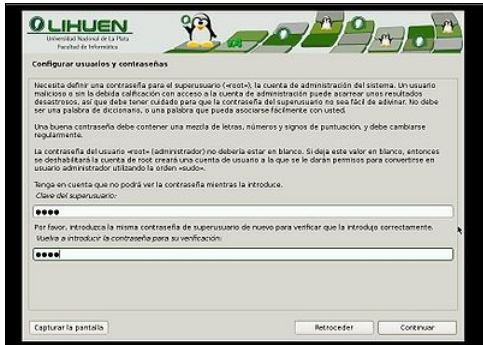 LIHUEN
Universidad Nacional de La Plata
Facultad de Informática
Configurar usuarios y contraseñas
Necesita definir una contraseña para el superusuario («root»), la cuenta de administración del sistema. Un usuario
malicioso o sin la debida calificación con acceso a la cuenta de administración puede acarrear unos resultados
desastrosos, así que debe tener cuidado para que la contraseña del superusuario no sea fácil de adivinar. No debe
ser una palabra de diccionario, o una palabra que pueda asociarse fácilmente con usted.
Una buena contraseña debe contener una mezcla de letras, números y signos de puntuación, y debe cambiarse
regularmente.
La contraseña del usuario «root» (administrador) no debería estar en blanco. Si deja este valor en blanco, entonces
se deshabilitará la cuenta de root creará una cuenta de usuario a la que se le darán permisos para convertirse en
usuario administrador utilizando la orden «sudo».
Tenga en cuenta que no podrá ver la contraseña mientras la introduce.
Clave del superusuario:
●●●●
Por favor, introduzca la misma contraseña de superusuario de nuevo para verificar que la introdujo correctamente.
Vuelva a introducir la contraseña para su verificación:
●●●●
Capturar la pantalla
Retroceder
Continuar